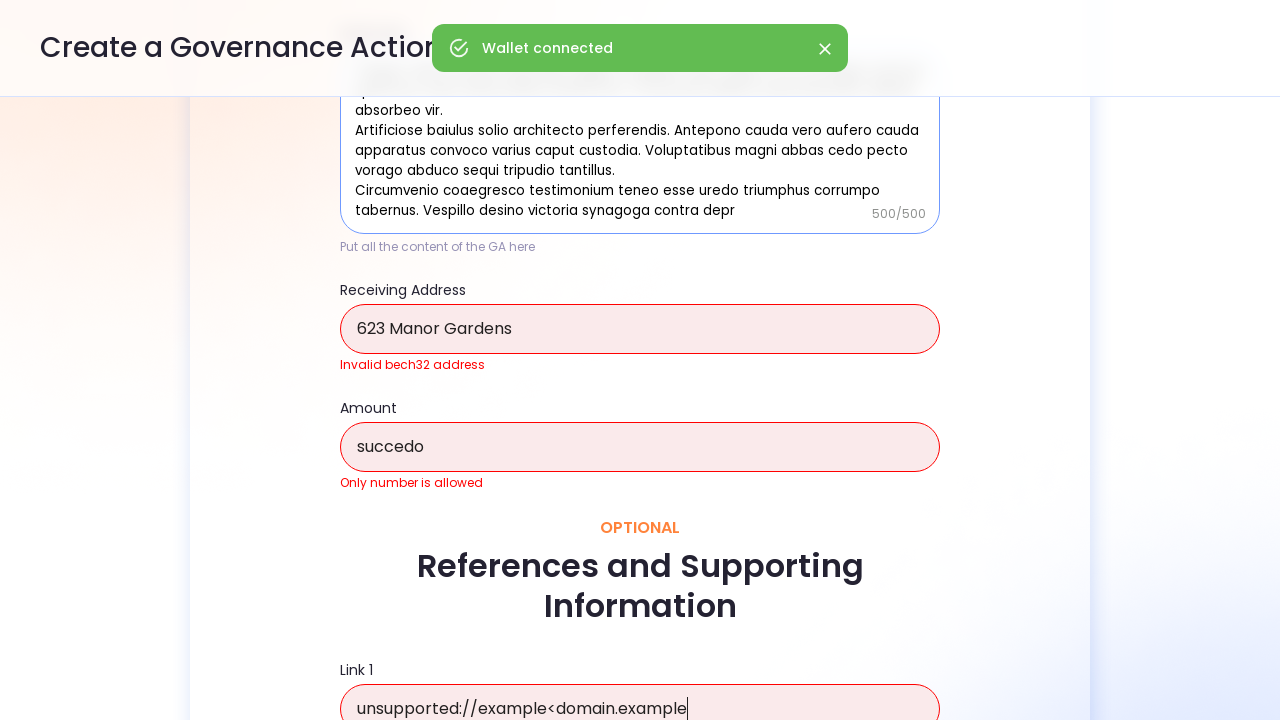 Create a Governance Action
Wallet connected
absorbeo vir.
Artificiose baiulus solio architecto perferendis. Antepono cauda vero aufero cauda
apparatus convoco varius caput custodia. Voluptatibus magni abbas cedo pecto
vorago abduco sequi tripudio tantillus.
Circumvenio coaegresco testimonium teneo esse uredo triumphus corrumpo
tabernus. Vespillo desino victoria synagoga contra depr
500/500
Put all the content of the GA here
Receiving Address
623 Manor Gardens
Invalid bech32 address
Amount
succedo
Only number is allowed
OPTIONAL
References and Supporting
Information
Link 1
unsupported://example<domain.example